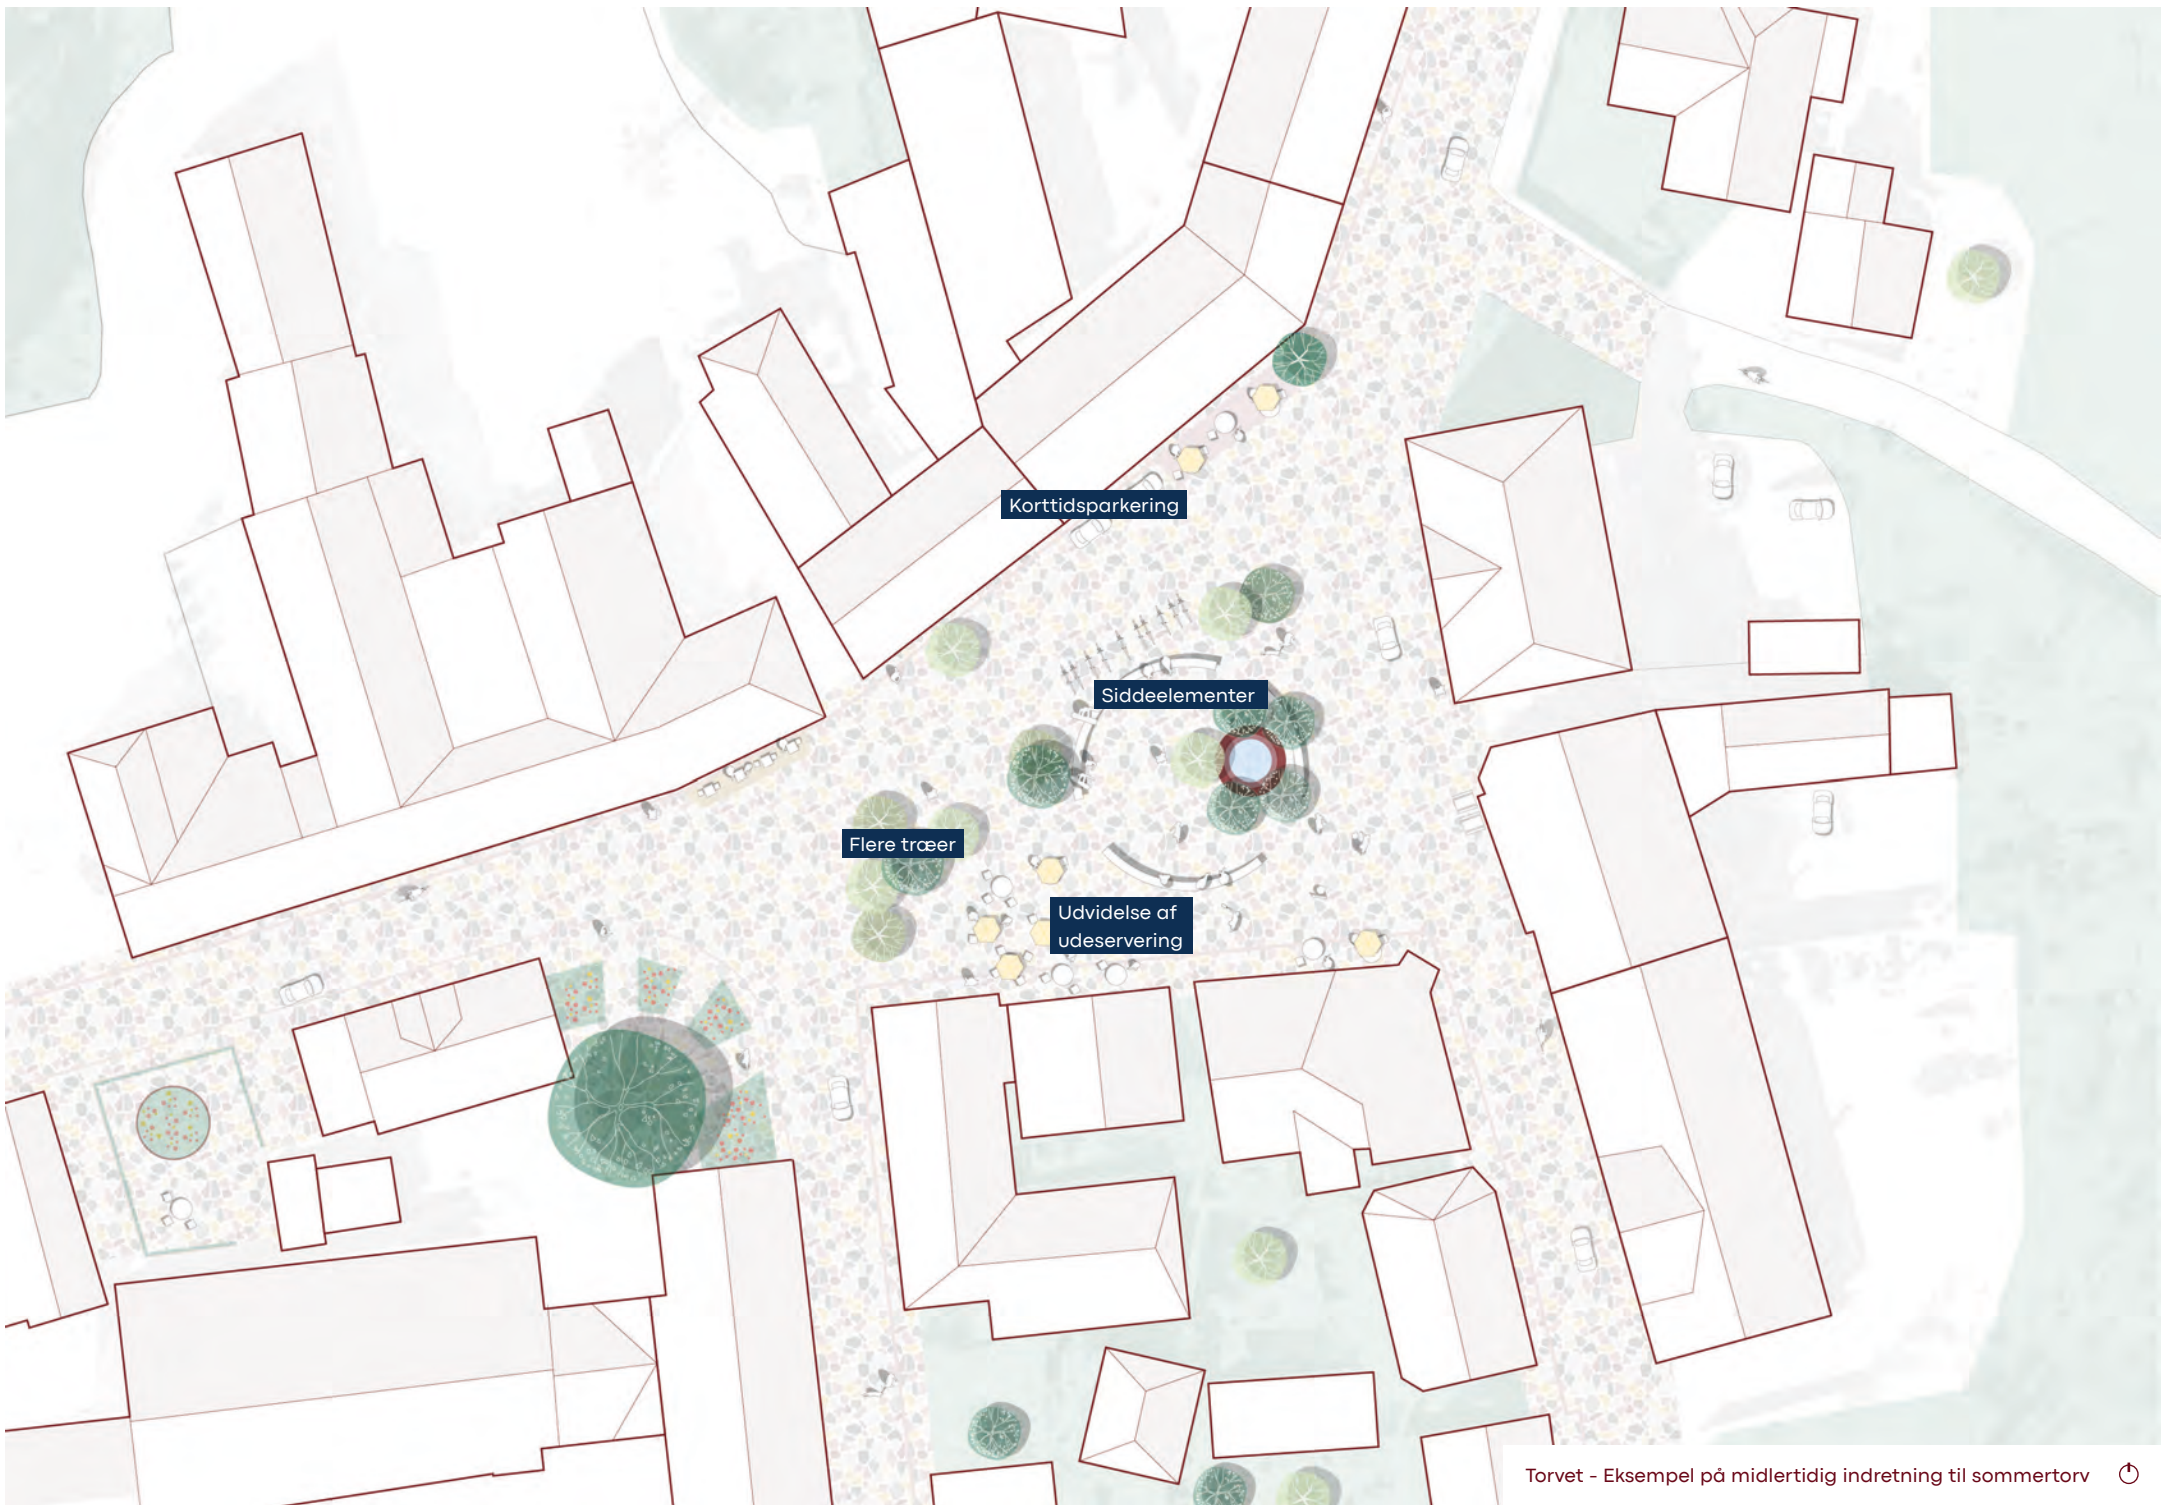 Korttidsparkering
Siddeelementer
Flere træer
Udvidelse af
udeservering
Torvet - Eksempel på midlertidig indretning til sommertorv